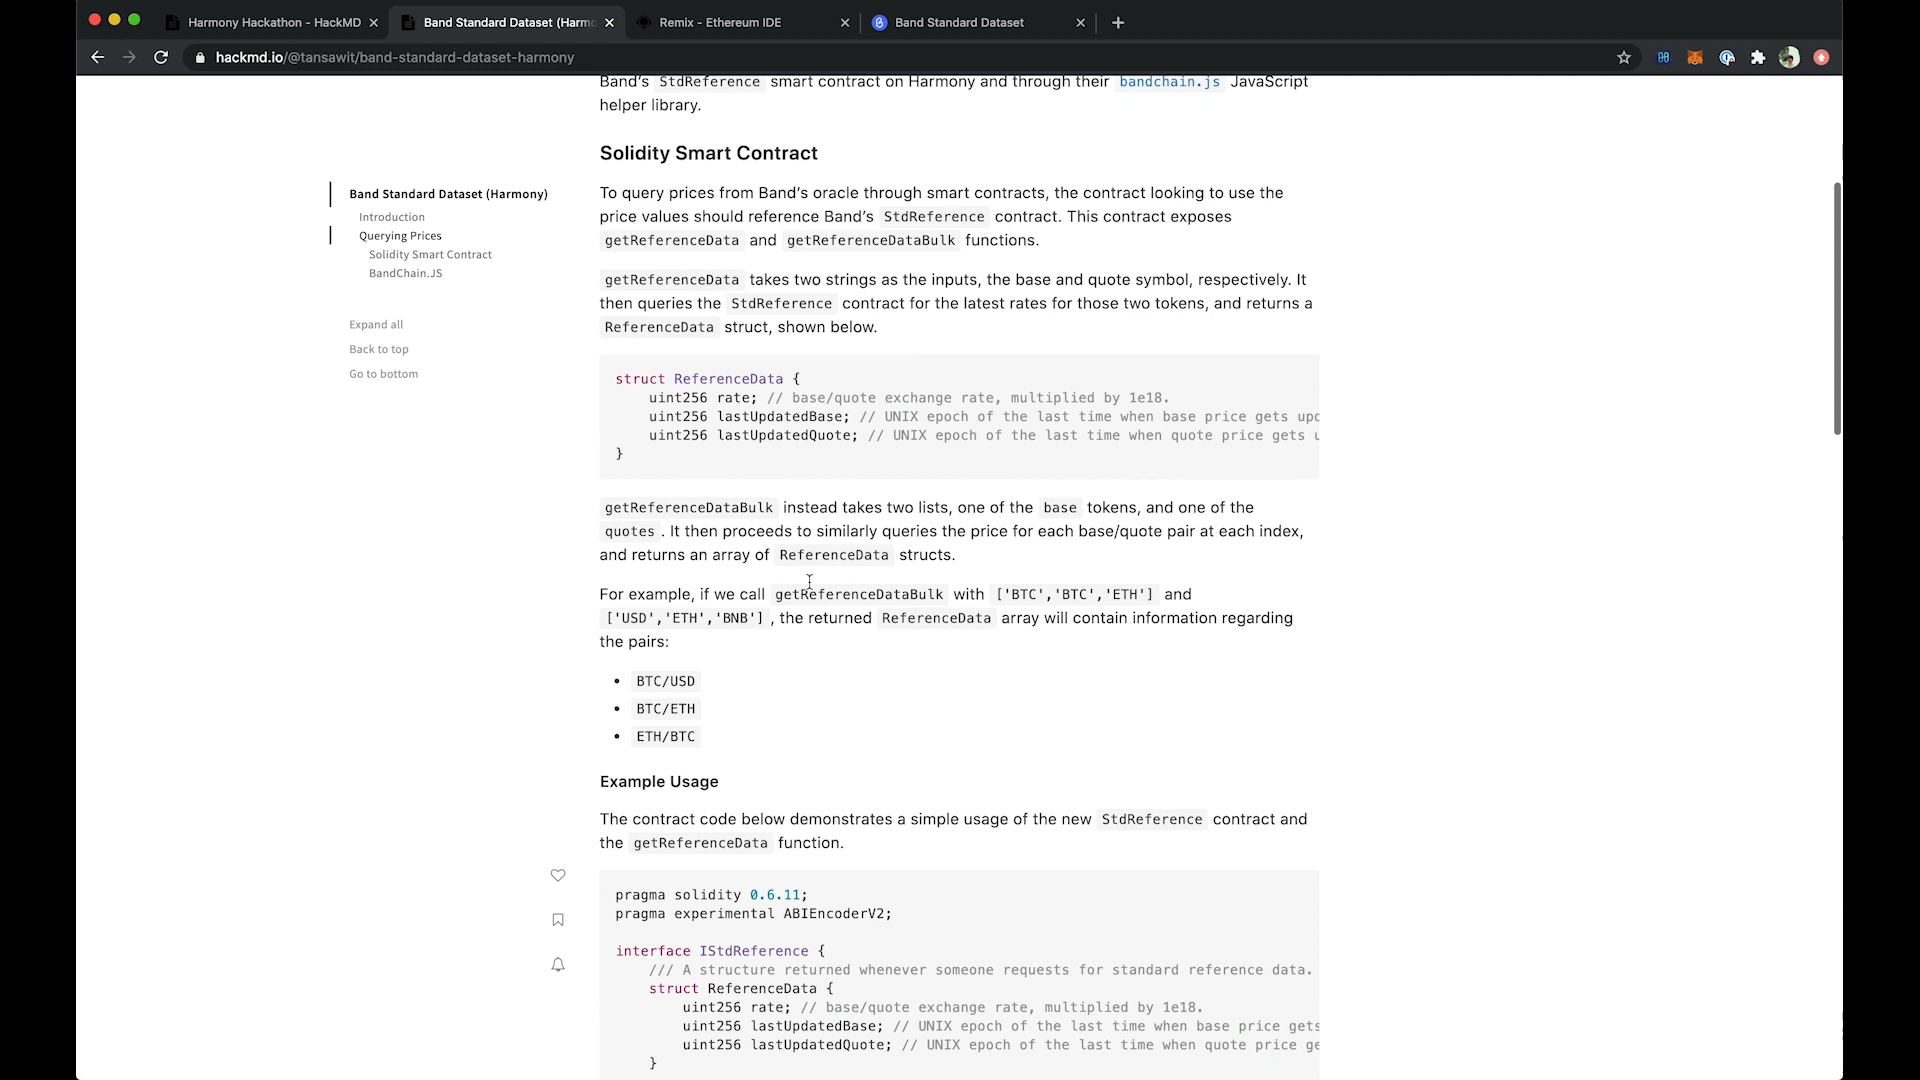 Harmony Hackathon - HackMD
Band Standard Dataset (Harmo
Remix - Ethereum IDE
Band Standard Dataset
hackmd.io/@tansawit/band-standard-dataset-harmony
Band's StdReference smart contract on Harmony and through their bandchain.js JavaScript
helper library.
Solidity Smart Contract
To query prices from Band's oracle through smart contracts, the contract looking to use the
price values should reference Band's StdReference contract. This contract exposes
getReferenceData and getReferenceDataBulk functions.
getReferenceData takes two strings as the inputs, the base and quote symbol, respectively. It
then queries the StdReference contract for the latest rates for those two tokens, and returns a
ReferenceData struct, shown below.
struct ReferenceData {
uint256 rate; // base/quote exchange rate, multiplied by 1e18.
uint256 lastUpdatedBase; // UNIX epoch of the last time when base price gets upd
uint256 lastUpdatedQuote; // UNIX epoch of the last time when quote price gets u
}
getReferenceDataBulk instead takes two lists, one of the base tokens, and one of the
quotes . It then proceeds to similarly queries the price for each base/quote pair at each index,
and returns an array of ReferenceData structs.
For example, if we call getReferenceDataBulk with ['BTC','BTC','ETH'] and
['USD','ETH','BNB'] , the returned ReferenceData array will contain information regarding
the pairs:
• BTC/USD
• BTC/ETH
• ETH/BTC
Example Usage
The contract code below demonstrates a simple usage of the new StdReference contract and
the getReferenceData function.
pragma solidity 0.6.11;
pragma experimental ABIEncoderV2;
interface IStdReference {
/// A structure returned whenever someone requests for standard reference data.
struct ReferenceData {
uint256 rate; // base/quote exchange rate, multiplied by 1e18.
uint256 lastUpdatedBase; // UNIX epoch of the last time when base price gets
uint256 lastUpdatedQuote; // UNIX epoch of the last time when quote price ge
}
Band Standard Dataset (Harmony)
Introduction
Querying Prices
Solidity Smart Contract
BandChain.JS
Expand all
Back to top
Go to bottom